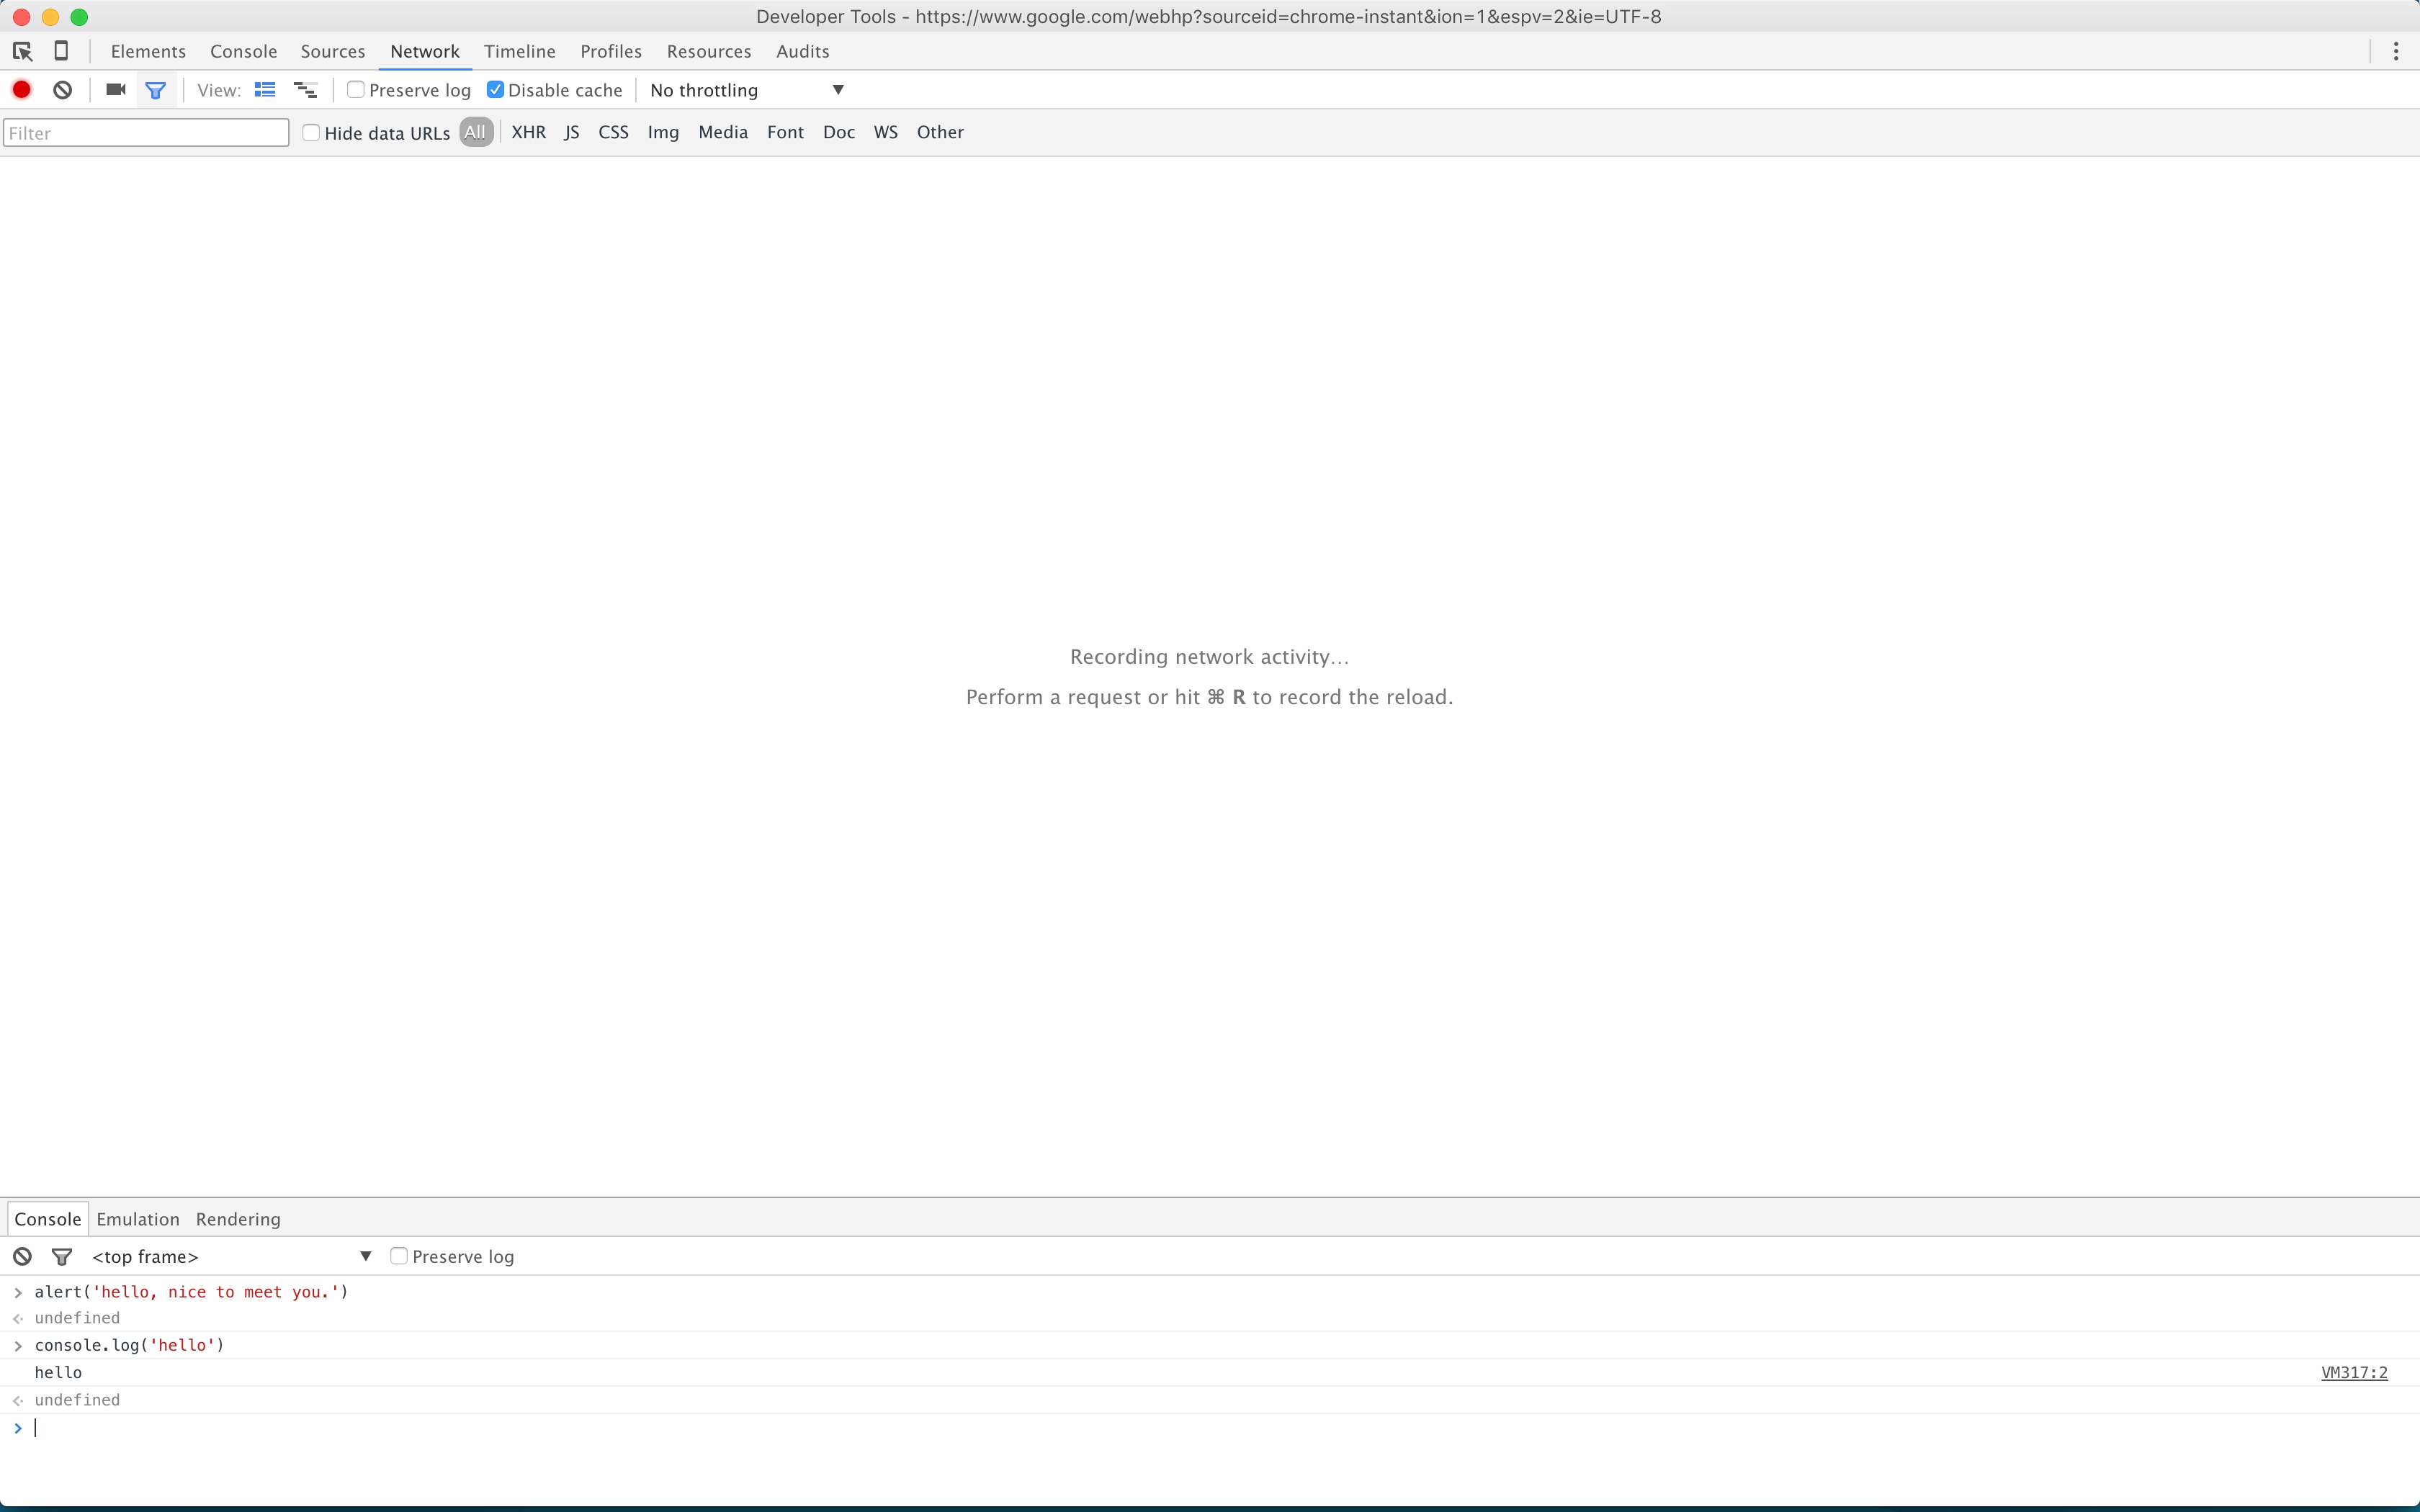 Developer Tools - https://www.google.com/webhp?sourceid=chrome-instant&ion=1&espv=2&ie=UTF-8
Elements Console Sources Network Timeline Profiles Resources Audits
View: Preserve log Disable cache No throttling
Filter Hide data URLs All XHR JS CSS Img Media Font Doc WS Other
Recording network activity…
Perform a request or hit ⌘ R to record the reload.
Console Emulation Rendering
<top frame> Preserve log
alert('hello, nice to meet you.')
undefined
console.log('hello')
hello VM317:2
undefined